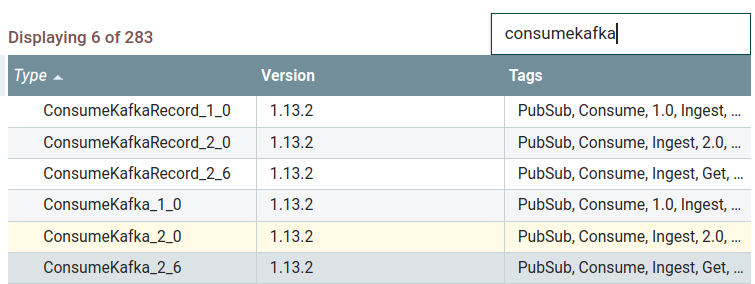 Displaying 6 of 283 consumekafka
Type Version Tags
ConsumeKafkaRecord_1_0 1.13.2 PubSub, Consume, 1.0, Ingest, ...
ConsumeKafkaRecord_2_0 1.13.2 PubSub, Consume, Ingest, 2.0, ...
ConsumeKafkaRecord_2_6 1.13.2 PubSub, Consume, Ingest, Get, ...
ConsumeKafka_1_0 1.13.2 PubSub, Consume, 1.0, Ingest, ...
ConsumeKafka_2_0 1.13.2 PubSub, Consume, Ingest, 2.0, ...
ConsumeKafka_2_6 1.13.2 PubSub, Consume, Ingest, Get, ...